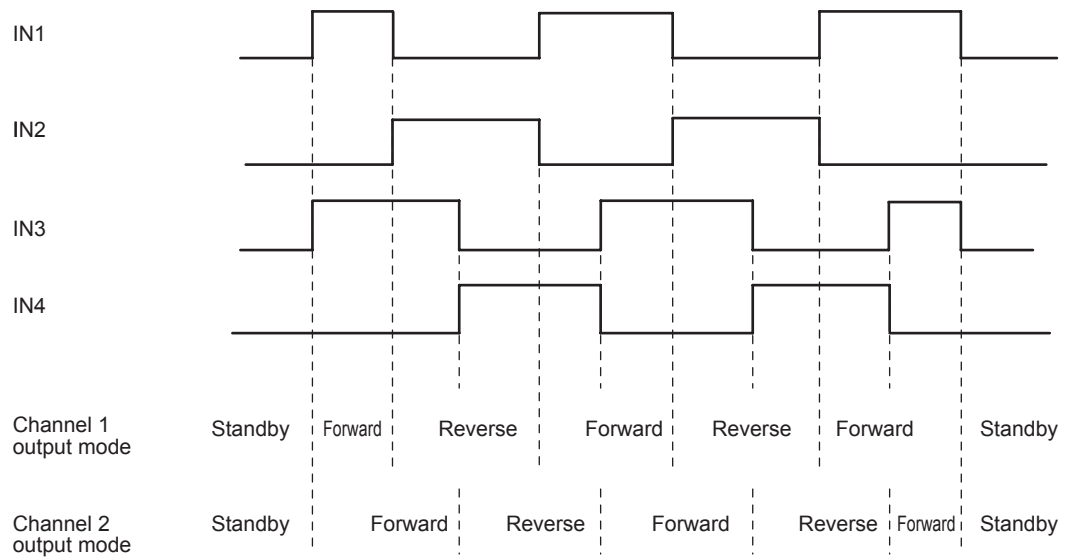 IN1
IN2
IN3
IN4
Channel 1
output mode
Standby Forward Reverse Forward Reverse Forward Standby
Channel 2
output mode
Standby Forward Reverse Forward Reverse Forward Standby